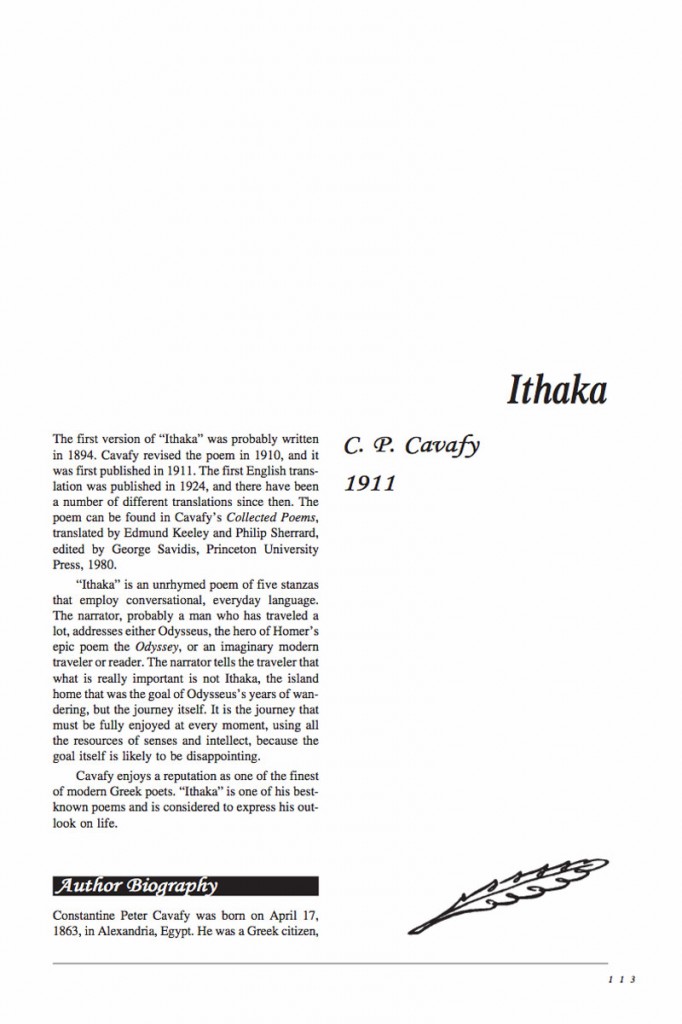 Ithaka
C. P. Cavafy
1911
The first version of “Ithaka” was probably written
in 1894. Cavafy revised the poem in 1910, and it
was first published in 1911. The first English trans-
lation was published in 1924, and there have been
a number of different translations since then. The
poem can be found in Cavafy’s Collected Poems,
translated by Edmund Keeley and Philip Sherrard,
edited by George Savidis, Princeton University
Press, 1980.
“Ithaka” is an unrhymed poem of five stanzas
that employ conversational, everyday language.
The narrator, probably a man who has traveled a
lot, addresses either Odysseus, the hero of Homer’s
epic poem the Odyssey, or an imaginary modern
traveler or reader. The narrator tells the traveler that
what is really important is not Ithaka, the island
home that was the goal of Odysseus’s years of wan-
dering, but the journey itself. It is the journey that
must be fully enjoyed at every moment, using all
the resources of senses and intellect, because the
goal itself is likely to be disappointing.
Cavafy enjoys a reputation as one of the finest
of modern Greek poets. “Ithaka” is one of his best-
known poems and is considered to express his out-
look on life.
Author Biography
Constantine Peter Cavafy was born on April 17,
1863, in Alexandria, Egypt. He was a Greek citizen,
1 1 3